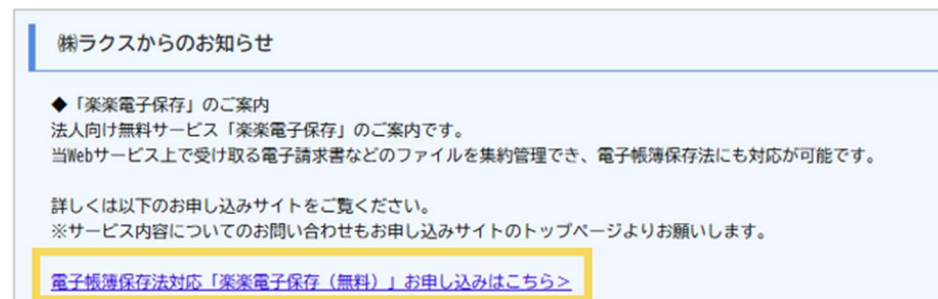 ㈱ラクスからのお知らせ
◆「楽楽電子保存」のご案内
法人向け無料サービス「楽楽電子保存」のご案内です。
当Webサービス上で受け取る電子請求書などのファイルを集約管理でき、電子帳簿保存法にも対応が可能です。
詳しくは以下のお申し込みサイトをご覧ください。
※サービス内容についてのお問い合わせもお申し込みサイトのトップページよりお願いします。
電子帳簿保存法対応「楽楽電子保存（無料）」お申し込みはこちら＞